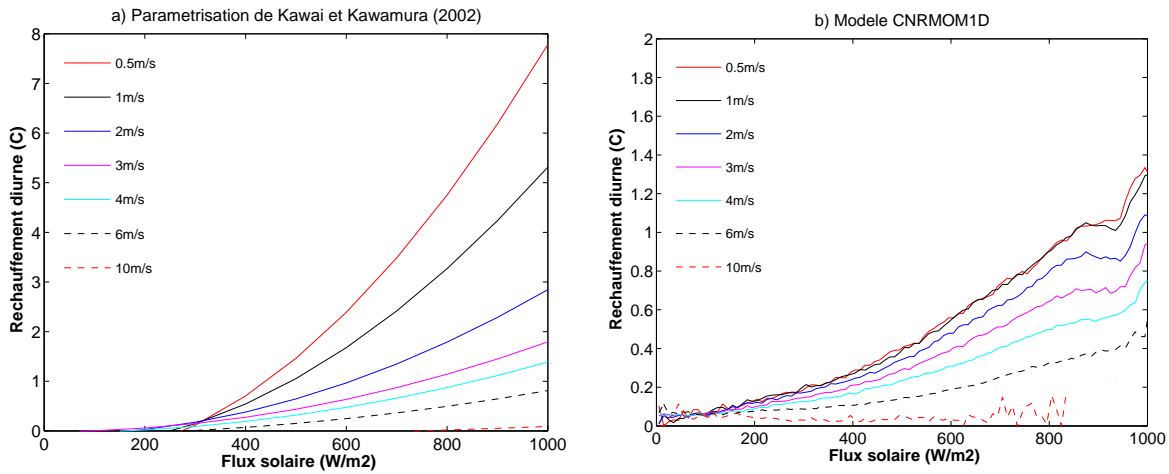 a) Parametrisation de Kawai et Kawamura (2002)
8
7
6
5
4
3
2
1
0
Rechauffement diurne (C)
0.5m/s
1m/s
2m/s
3m/s
4m/s
6m/s
10m/s
0 200 400 600 800 1000
Flux solaire (W/m2)
b) Modele CNRMOM1D
2
1.8
1.6
1.4
1.2
1
0.8
0.6
0.4
0.2
0
Rechauffement diurne (C)
0.5m/s
1m/s
2m/s
3m/s
4m/s
6m/s
10m/s
0 200 400 600 800 1000
Flux solaire (W/m2)